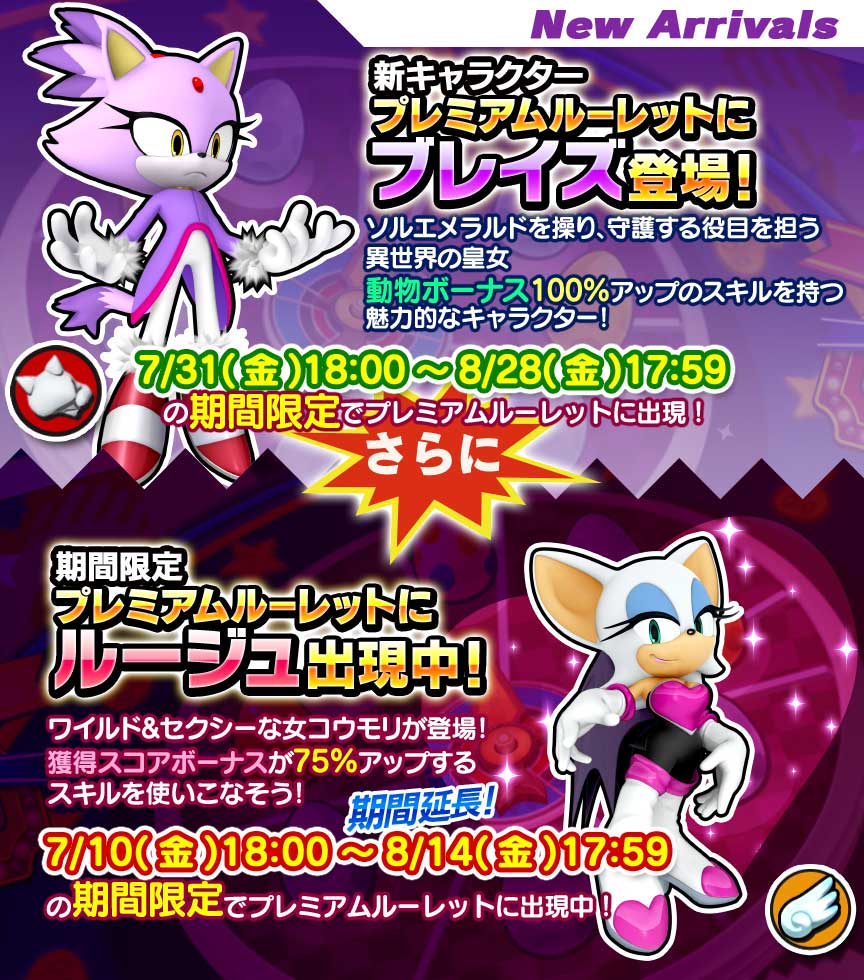 New Arrivals
新キャラクター
プレミアムルーレットに
ブレイズ登場!
ソルエメラルドを操り、守護する役目を担う
異世界の皇女
動物ボーナス100%アップのスキルを持つ
魅力的なキャラクター!
7/31(金)18:00～8/28(金)17:59
の期間限定でプレミアムルーレットに出現!
さらに
期間限定
プレミアムルーレットに
ルージュ出現中!
ワイルド&セクシーな女コウモリが登場!
獲得スコアボーナスが75%アップする
スキルを使いこなそう!
期間延長!
7/10(金)18:00～8/14(金)17:59
の期間限定でプレミアムルーレットに出現中!